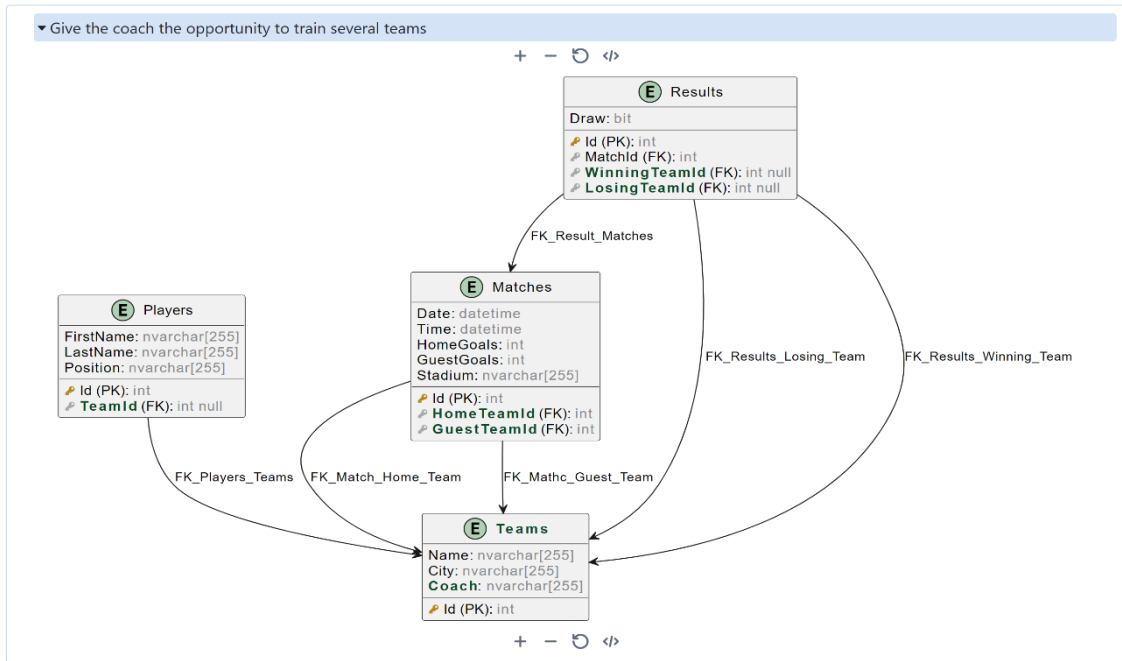 Give the coach the opportunity to train several teams
E Results
Draw: bit
Id (PK): int
MatchId (FK): int
WinningTeamId (FK): int null
LosingTeamId (FK): int null
FK_Result_Matches
E Matches
Date: datetime
Time: datetime
HomeGoals: int
GuestGoals: int
Stadium: nvarchar[255]
Id (PK): int
HomeTeamId (FK): int
GuestTeamId (FK): int
E Players
FirstName: nvarchar[255]
LastName: nvarchar[255]
Position: nvarchar[255]
Id (PK): int
TeamId (FK): int null
FK_Results_Losing_Team
FK_Results_Winning_Team
FK_Players_Teams
FK_Match_Home_Team
FK_Mathc_Guest_Team
E Teams
Name: nvarchar[255]
City: nvarchar[255]
Coach: nvarchar[255]
Id (PK): int